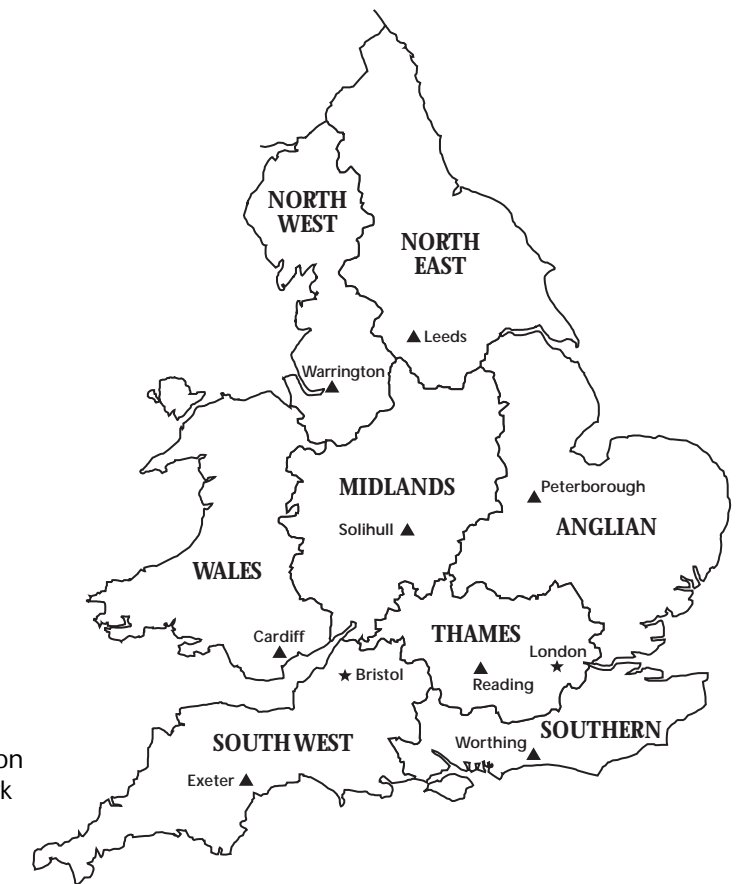 NORTH
WEST
NORTH
EAST
Leeds
Warrington
MIDLANDS
Peterborough
Solihull
ANGLIAN
WALES
Cardiff
THAMES
London
Bristol
Reading
SOUTH WEST
SOUTHERN
Worthing
Exeter
on
k